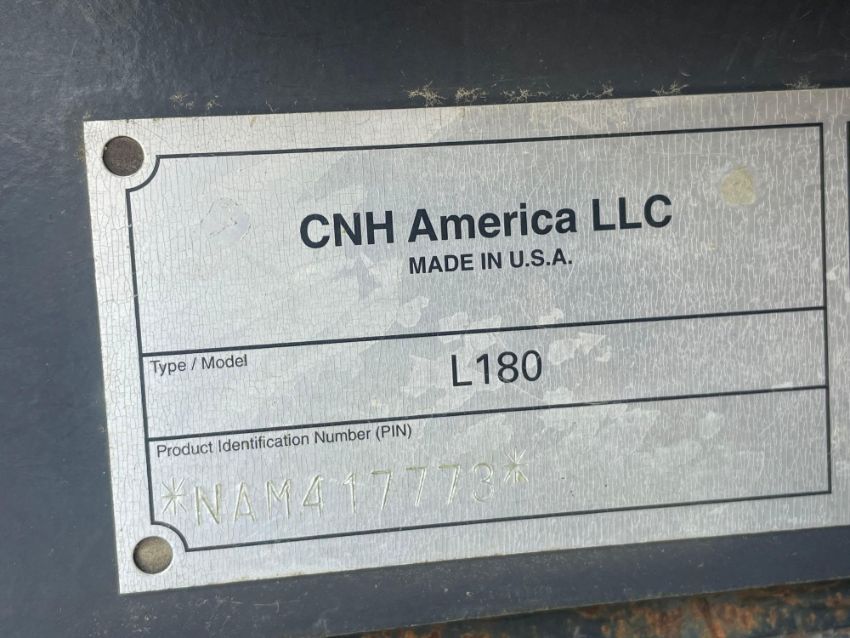 CNH America LLC
MADE IN U.S.A.
Type / Model
L180
Product Identification Number (PIN)
*NAM417773*